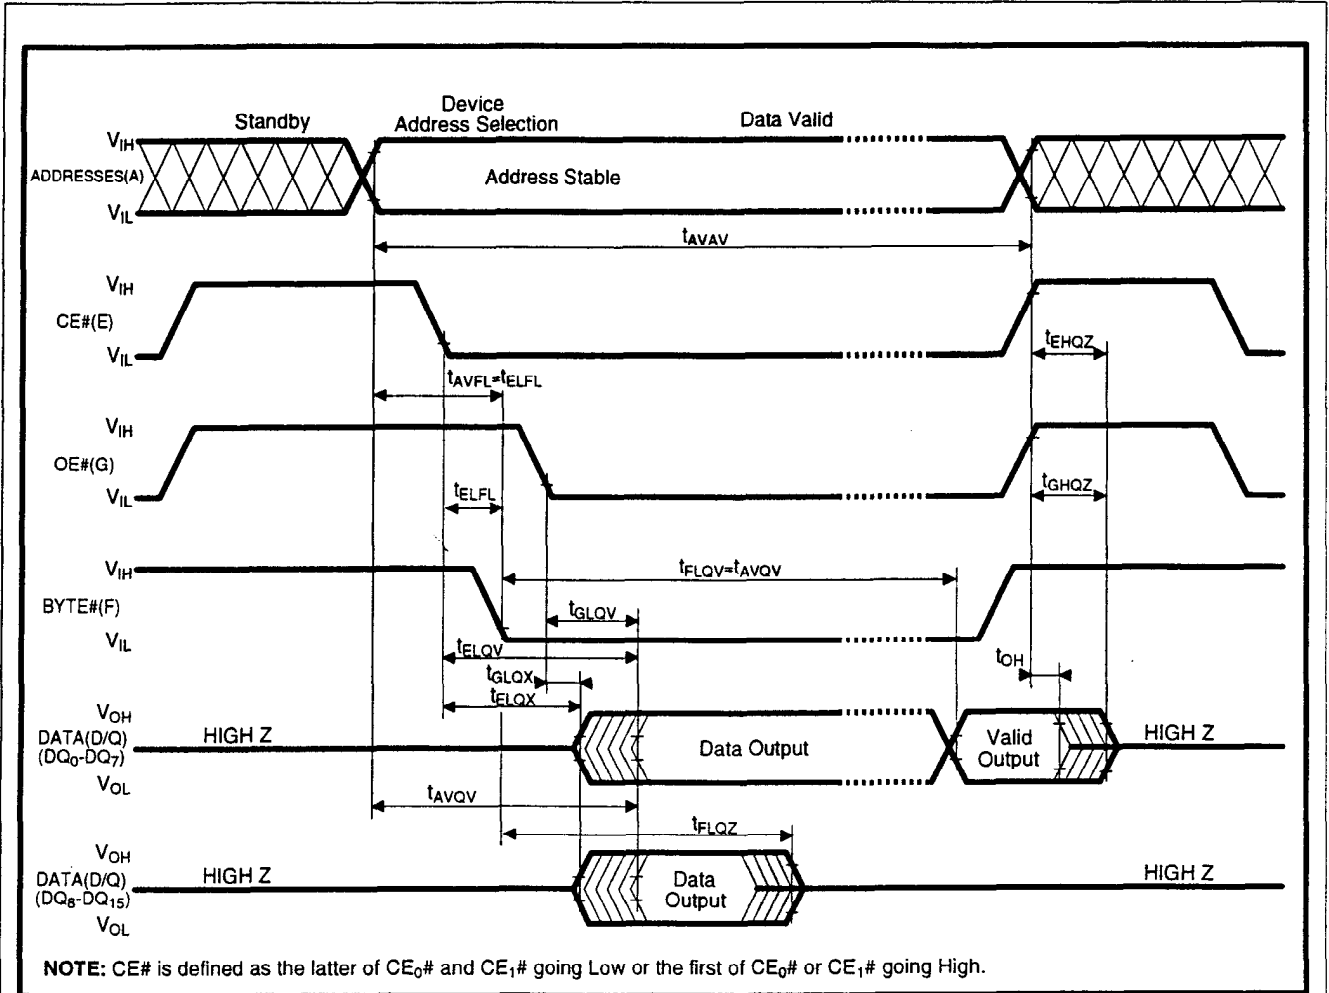 Standby
Device
Address Selection
Data Valid
VIH
ADDRESSES(A)
Address Stable
VIL
tAVAV
VIH
CE#(E)
VIL
tEHQZ
tAVFL=tELFL
VIH
OE#(G)
VIL
tELFL
tGHQZ
VIH
tFLQV=tAVQV
BYTE#(F)
tGLQV
VIL
tELQV
tOH
tGLQX
tELQX
VOH
DATA(D/Q)
(DQ0-DQ7)
HIGH Z
Data Output
Valid
Output
HIGH Z
VOL
tAVQV
tFLQZ
VOH
DATA(D/Q)
(DQ8-DQ15)
HIGH Z
Data
Output
HIGH Z
VOL
NOTE: CE# is defined as the latter of CE0# and CE1# going Low or the first of CE0# or CE1# going High.